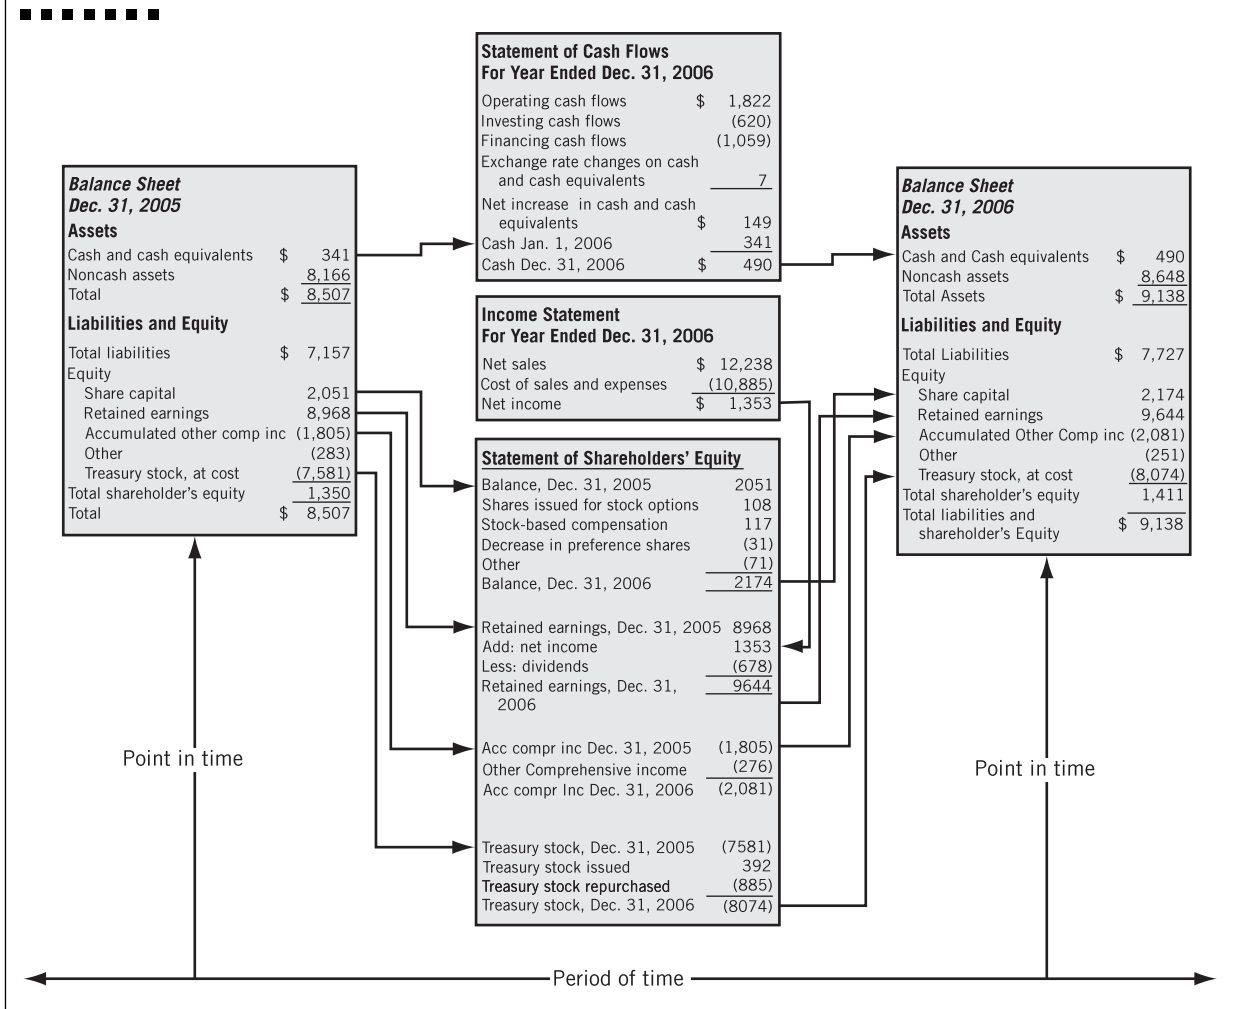 Statement of Cash Flows
For Year Ended Dec. 31, 2006
Operating cash flows $ 1,822
Investing cash flows (620)
Financing cash flows (1,059)
Exchange rate changes on cash
and cash equivalents 7
Net increase in cash and cash
equivalents $ 149
Cash Jan. 1, 2006 341
Cash Dec. 31, 2006 $ 490
Balance Sheet
Dec. 31, 2005
Assets
Cash and cash equivalents $ 341
Noncash assets 8,166
Total $ 8,507
Liabilities and Equity
Total liabilities $ 7,157
Equity
Share capital 2,051
Retained earnings 8,968
Accumulated other comp inc (1,805)
Other (283)
Treasury stock, at cost (7,581)
Total shareholder's equity 1,350
Total $ 8,507
Income Statement
For Year Ended Dec. 31, 2006
Net sales $ 12,238
Cost of sales and expenses (10,885)
Net income $ 1,353
Statement of Shareholders' Equity
Balance, Dec. 31, 2005 2051
Shares issued for stock options 108
Stock-based compensation 117
Decrease in preference shares (31)
Other (71)
Balance, Dec. 31, 2006 2174
Retained earnings, Dec. 31, 2005 8968
Add: net income 1353
Less: dividends (678)
Retained earnings, Dec. 31, 9644
2006
Acc compr inc Dec. 31, 2005 (1,805)
Other Comprehensive income (276)
Acc compr Inc Dec. 31, 2006 (2,081)
Treasury stock, Dec. 31, 2005 (7581)
Treasury stock issued 392
Treasury stock repurchased (885)
Treasury stock, Dec. 31, 2006 (8074)
Balance Sheet
Dec. 31, 2006
Assets
Cash and Cash equivalents $ 490
Noncash assets 8,648
Total Assets $ 9,138
Liabilities and Equity
Total Liabilities $ 7,727
Equity
Share capital 2,174
Retained earnings 9,644
Accumulated Other Comp inc (2,081)
Other (251)
Treasury stock, at cost (8,074)
Total shareholder's equity 1,411
Total liabilities and
shareholder's Equity $ 9,138
Point in time
Point in time
Period of time